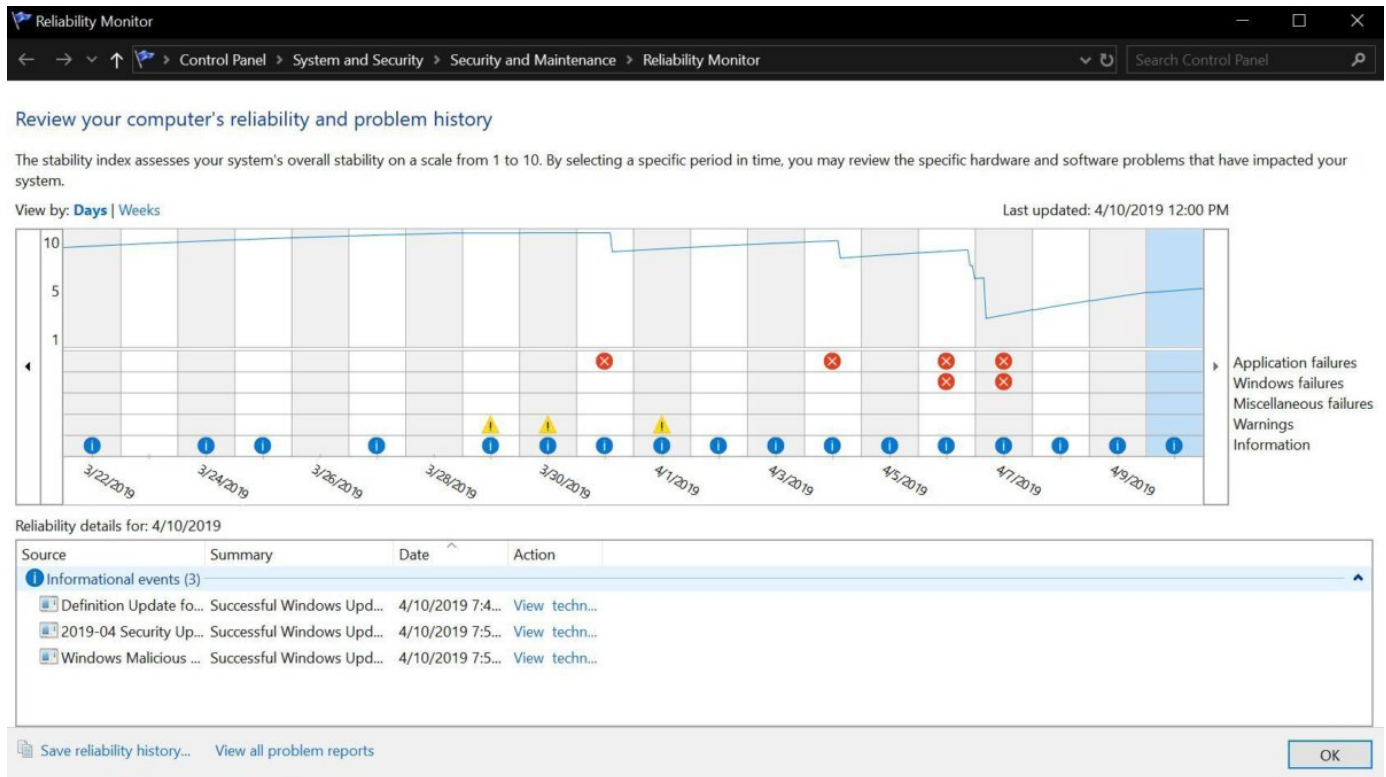 Reliability Monitor
Control Panel > System and Security > Security and Maintenance > Reliability Monitor
Search Control Panel
Review your computer's reliability and problem history
The stability index assesses your system's overall stability on a scale from 1 to 10. By selecting a specific period in time, you may review the specific hardware and software problems that have impacted your
system.
View by: Days | Weeks
Last updated: 4/10/2019 12:00 PM
10
5
1
Application failures
Windows failures
Miscellaneous failures
Warnings
Information
3/22/2019
3/24/2019
3/26/2019
3/28/2019
3/30/2019
4/1/2019
4/3/2019
4/5/2019
4/7/2019
4/9/2019
Reliability details for: 4/10/2019
Source Summary Date Action
Informational events (3)
Definition Update fo... Successful Windows Upd... 4/10/2019 7:4... View techn...
2019-04 Security Up... Successful Windows Upd... 4/10/2019 7:5... View techn...
Windows Malicious ... Successful Windows Upd... 4/10/2019 7:5... View techn...
Save reliability history... View all problem reports
OK